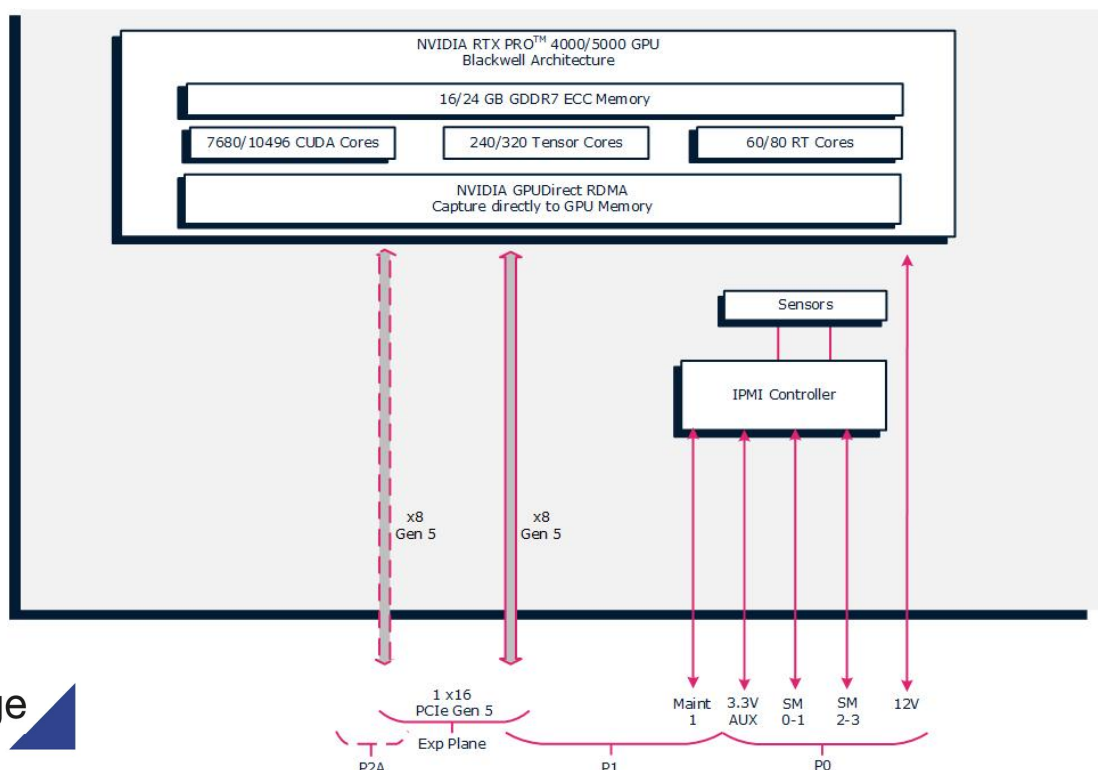 NVIDIA RTX PRO™ 4000/5000 GPU
Blackwell Architecture
16/24 GB GDDR7 ECC Memory
7680/10496 CUDA Cores
240/320 Tensor Cores
60/80 RT Cores
NVIDIA GPUDirect RDMA
Capture directly to GPU Memory
Sensors
IPMI Controller
x8
Gen 5
x8
Gen 5
1 x16
PCIe Gen 5
Exp Plane
Maint
1
3.3V
AUX
SM
0-1
SM
2-3
12V
ge
P2A
P1
P0